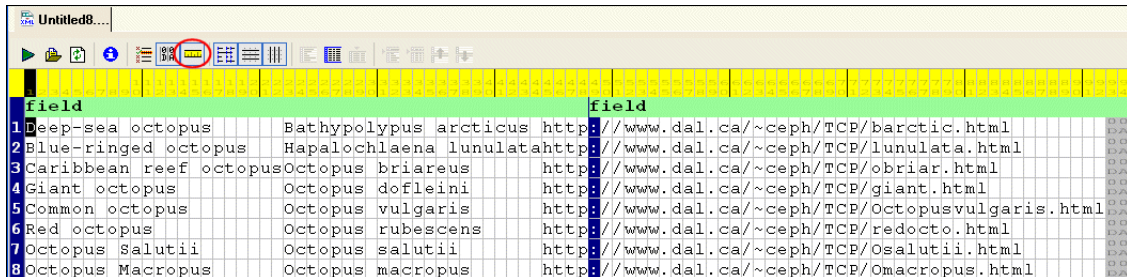 Untitled8....
field field
1 Deep-sea octopus Bathypolypus arcticus http://www.dal.ca/~ceph/TCP/barctic.html
2 Blue-ringed octopus Hapalochlaena lunulatahttp://www.dal.ca/~ceph/TCP/lunulata.html
3 Caribbean reef octopusOctopus briareus http://www.dal.ca/~ceph/TCP/obriar.html
4 Giant octopus Octopus dofleini http://www.dal.ca/~ceph/TCP/giant.html
5 Common octopus Octopus vulgaris http://www.dal.ca/~ceph/TCP/Octopusvulgaris.html
6 Red octopus Octopus rubescens http://www.dal.ca/~ceph/TCP/redocto.html
7 Octopus Salutii Octopus salutii http://www.dal.ca/~ceph/TCP/Osalutii.html
8 Octopus Macropus Octopus macropus http://www.dal.ca/~ceph/TCP/Omacropus.html